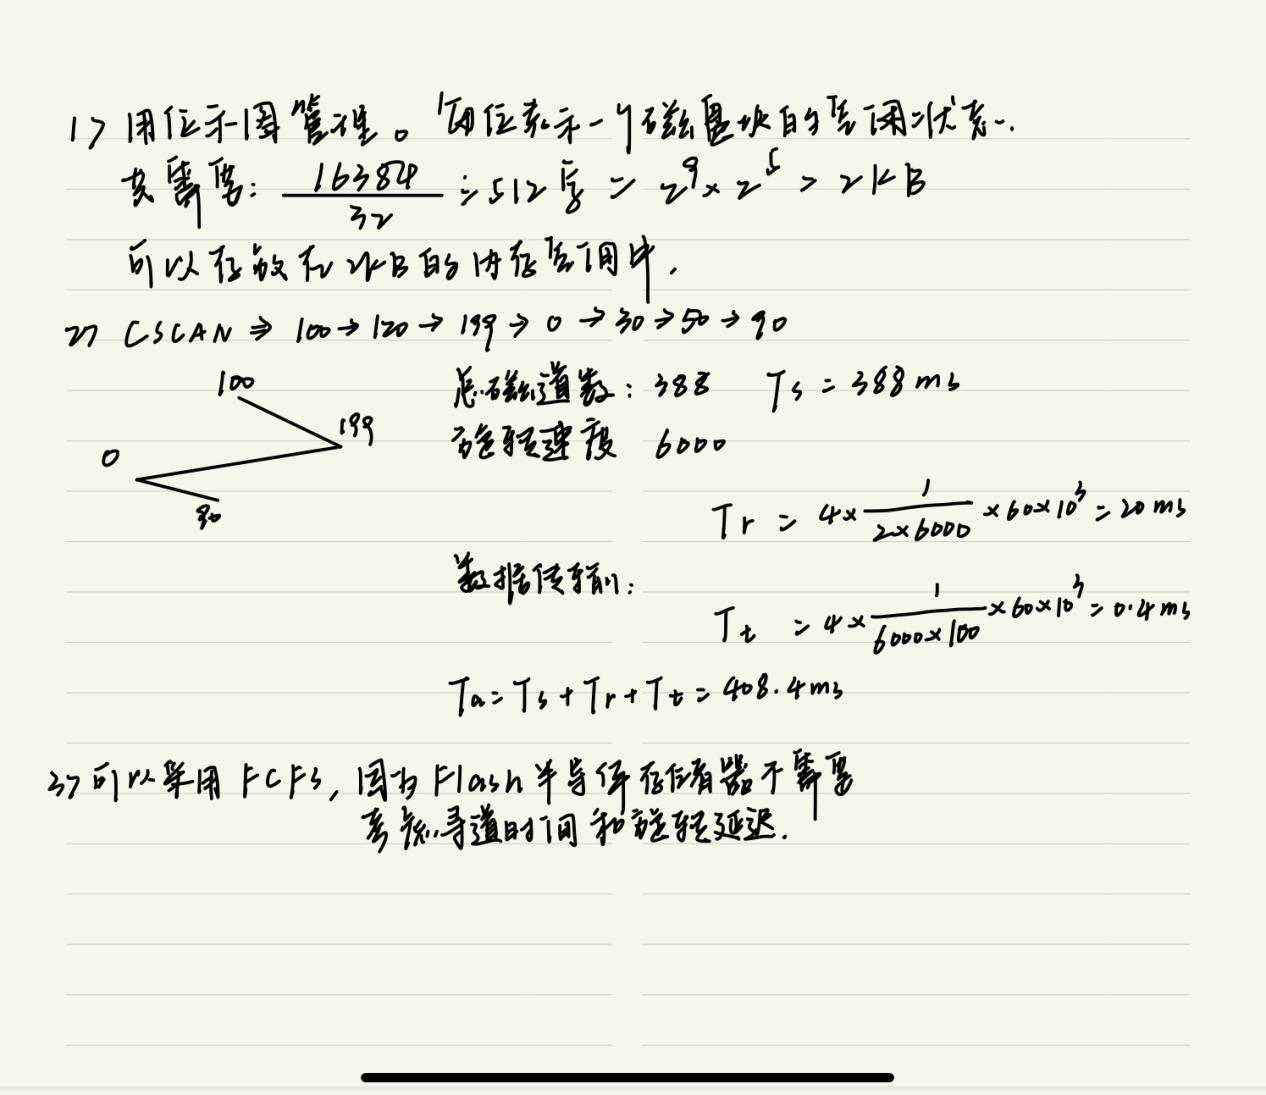 1) 用位示图管理。每位表示一个磁盘块的空闲状态.
共需要: 16384/32 = 512字 = 2^9 × 2^5 > 2KB
可以存放在2KB的内存空间中.
2) CSCAN ⇒ 100 → 120 → 199 → 0 → 30 → 50 → 90
100
199
0
90
总磁道数: 388 Ts = 388ms
旋转速度 6000
Tr = 4× 1/(2×6000) ×60×10^3 = 20ms
数据传输:
Tt = 4× 1/(6000×100) ×60×10^3 = 0.4ms
Ta = Ts + Tr + Tt = 408.4ms
3) 可以采用 FCFS, 因为Flash半导体存储器不需要
考虑寻道时间和旋转延迟.